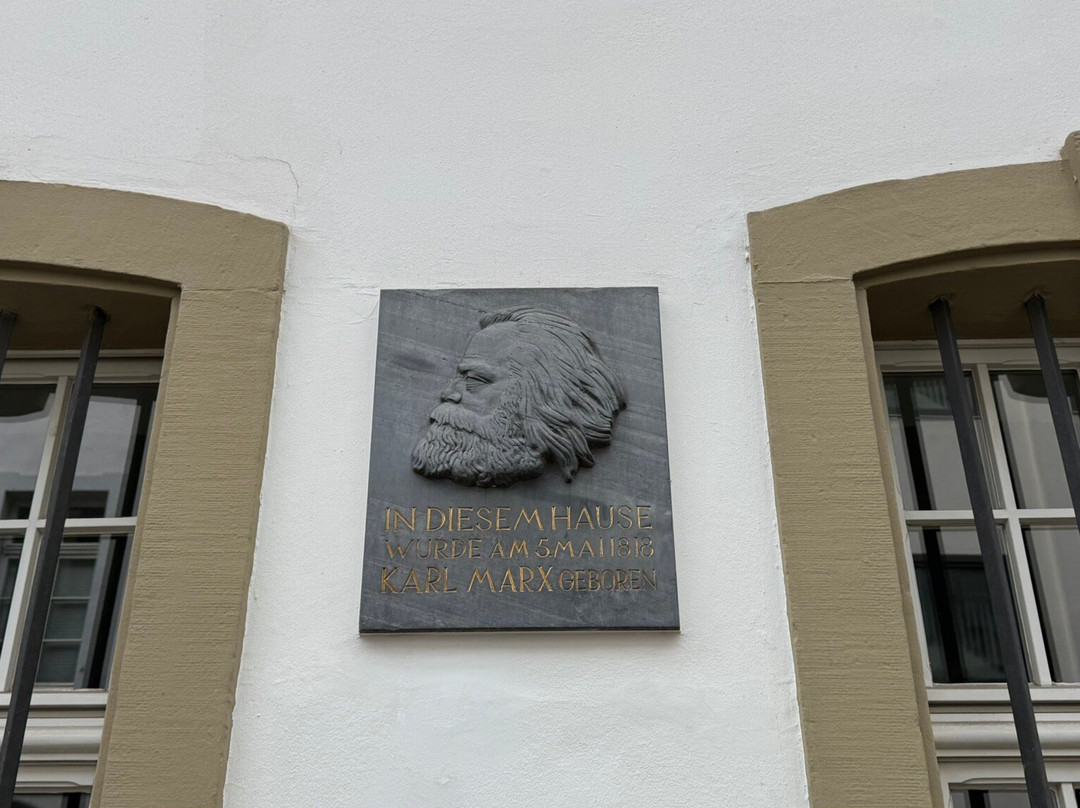 IN DIESEM HAUSE
WURDE AM 5. MAI 1818
KARL MARX GEBOREN